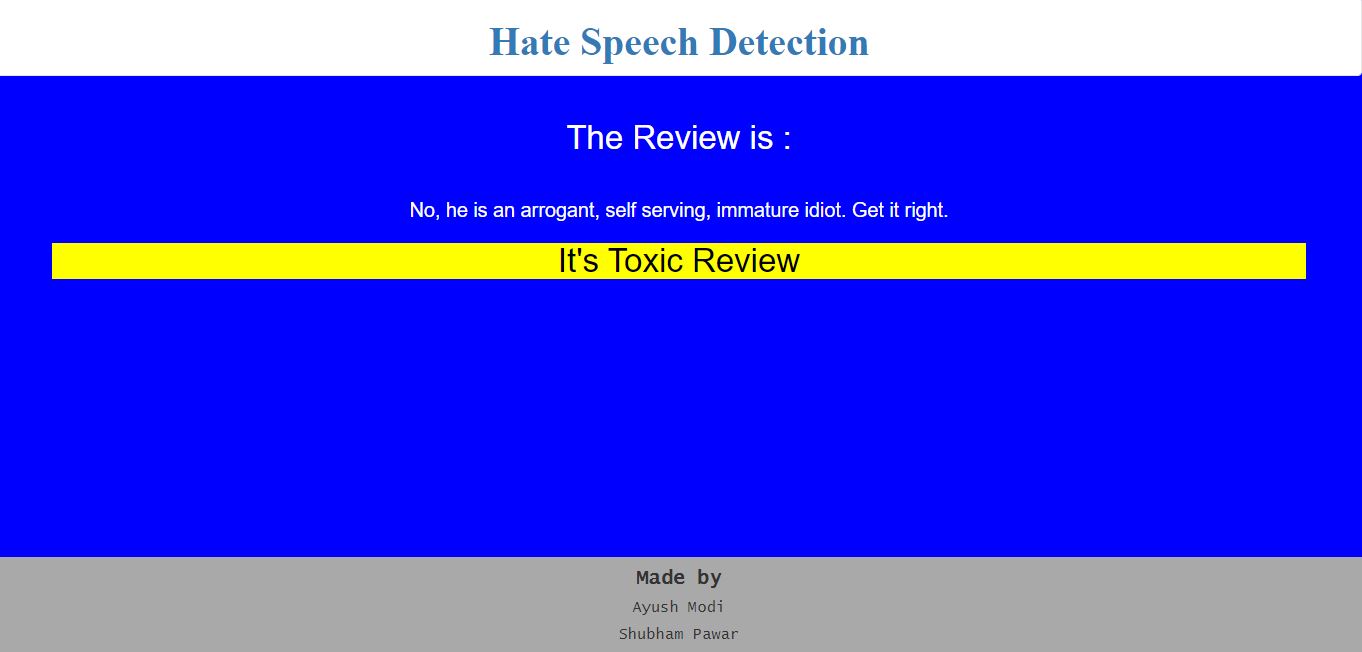 Hate Speech Detection
The Review is :
No, he is an arrogant, self serving, immature idiot. Get it right.
It's Toxic Review
Made by
Ayush Modi
Shubham Pawar